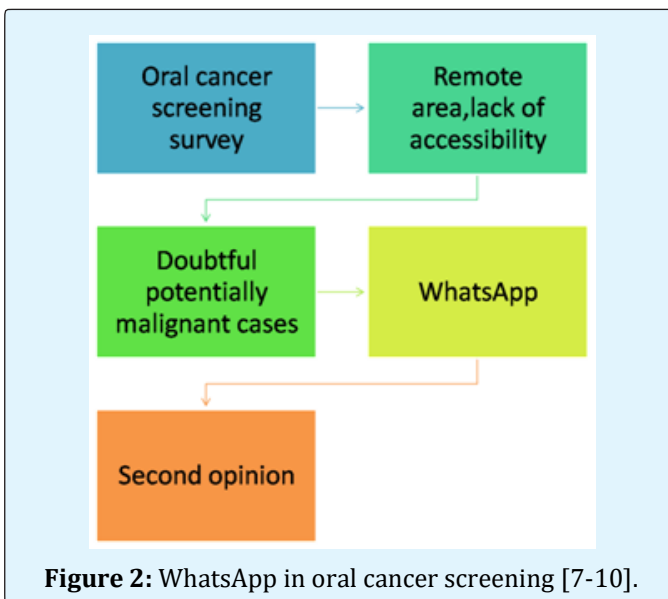 Oral cancer
screening
survey
Remote
area,lack of
accessibility
Doubtful
potentially
malignant cases
WhatsApp
Second opinion
Figure 2: WhatsApp in oral cancer screening [7-10].